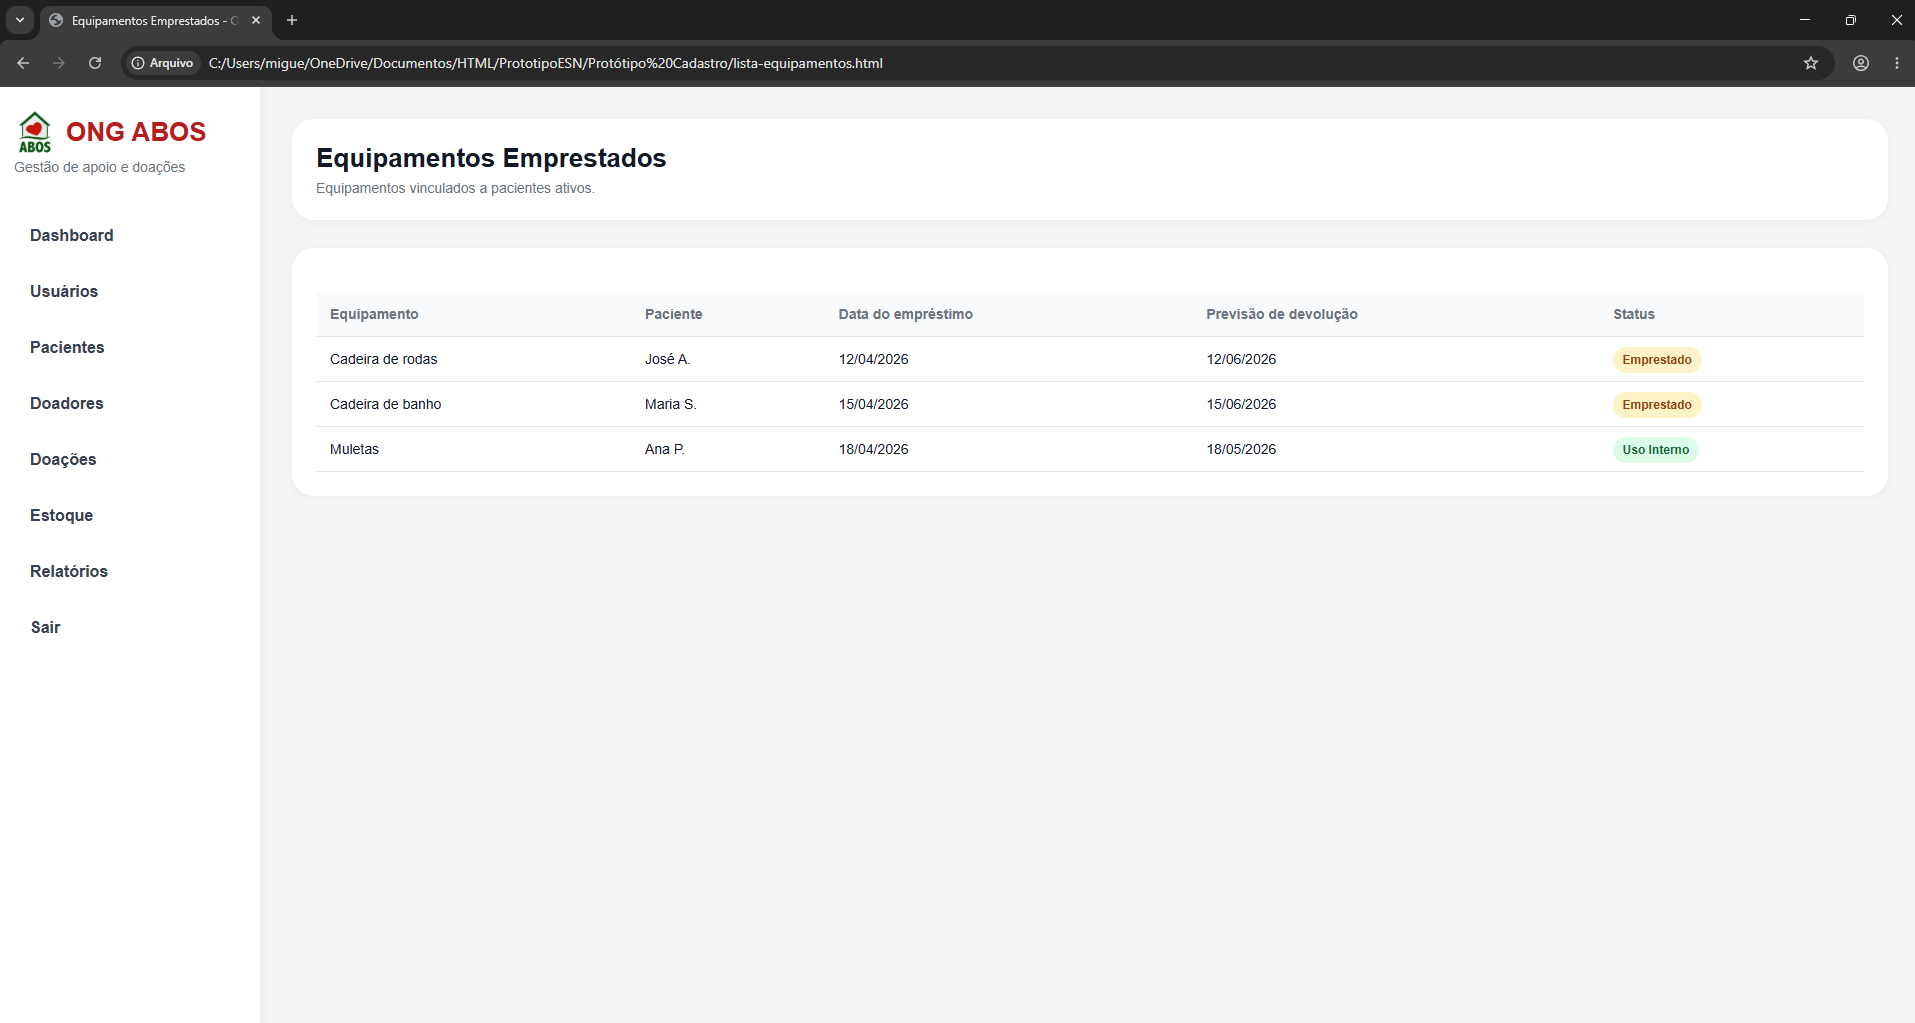 Equipamentos Emprestados - O
Arquivo C:/Users/migue/OneDrive/Documentos/HTML/PrototipoESN/Protótipo%20Cadastro/lista-equipamentos.html
ABOS
ONG ABOS
Gestão de apoio e doações
Dashboard
Usuários
Pacientes
Doadores
Doações
Estoque
Relatórios
Sair
Equipamentos Emprestados
Equipamentos vinculados a pacientes ativos.
Equipamento Paciente Data do empréstimo Previsão de devolução Status
Cadeira de rodas José A. 12/04/2026 12/06/2026 Emprestado
Cadeira de banho Maria S. 15/04/2026 15/06/2026 Emprestado
Muletas Ana P. 18/04/2026 18/05/2026 Uso Interno